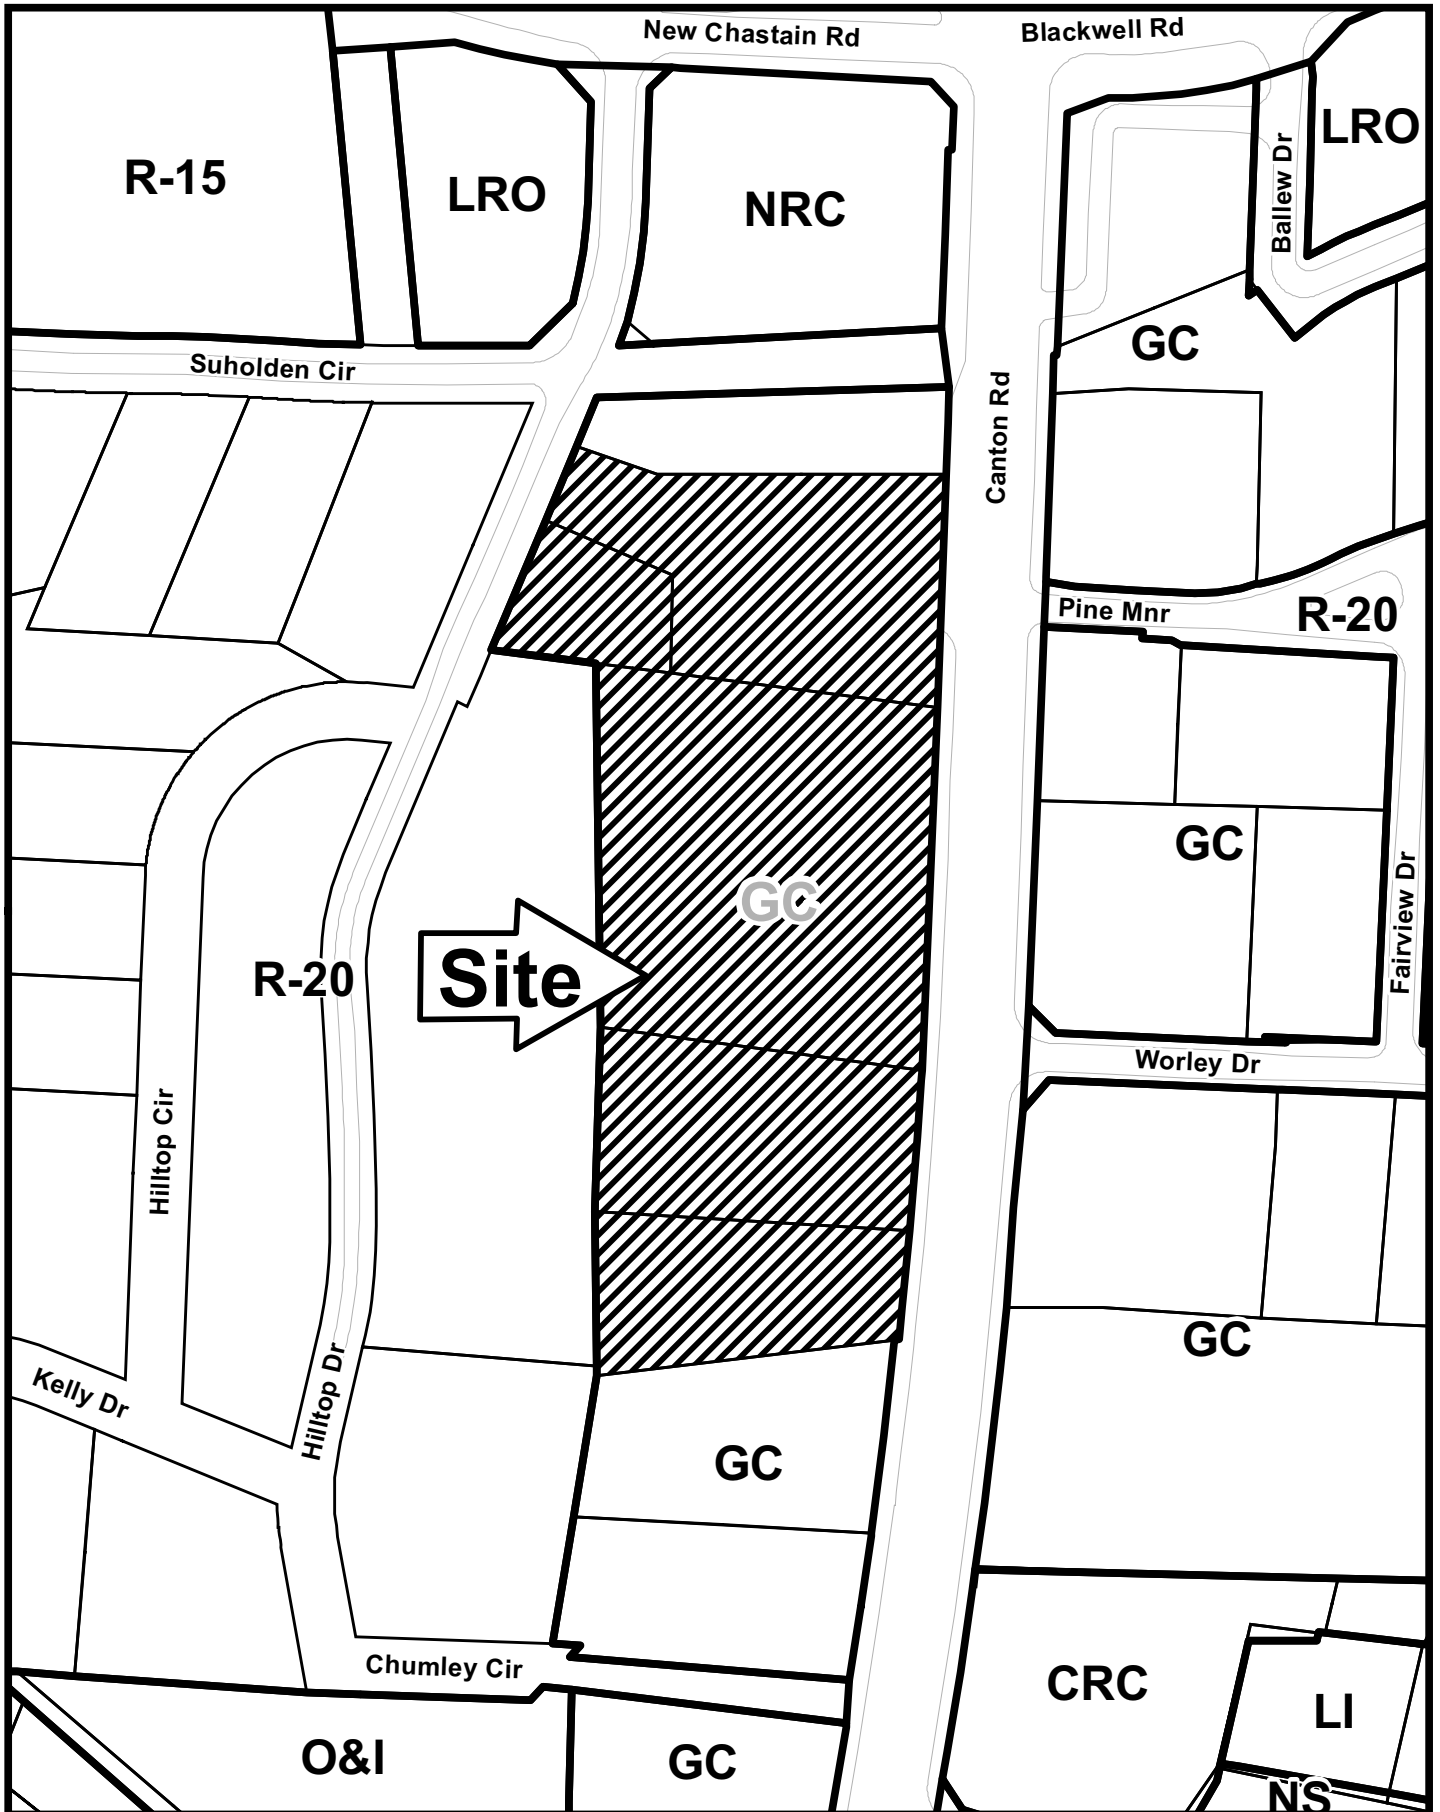 New Chastain Rd
Blackwell Rd
R-15
LRO
NRC
LRO
Ballew Dr
GC
Suholden Cir
Canton Rd
Pine Mnr
R-20
GC
GC
Fairview Dr
R-20
Site
Worley Dr
Hilltop Cir
GC
Kelly Dr
Hilltop Dr
GC
Chumley Cir
CRC
LI
O&I
GC
NS